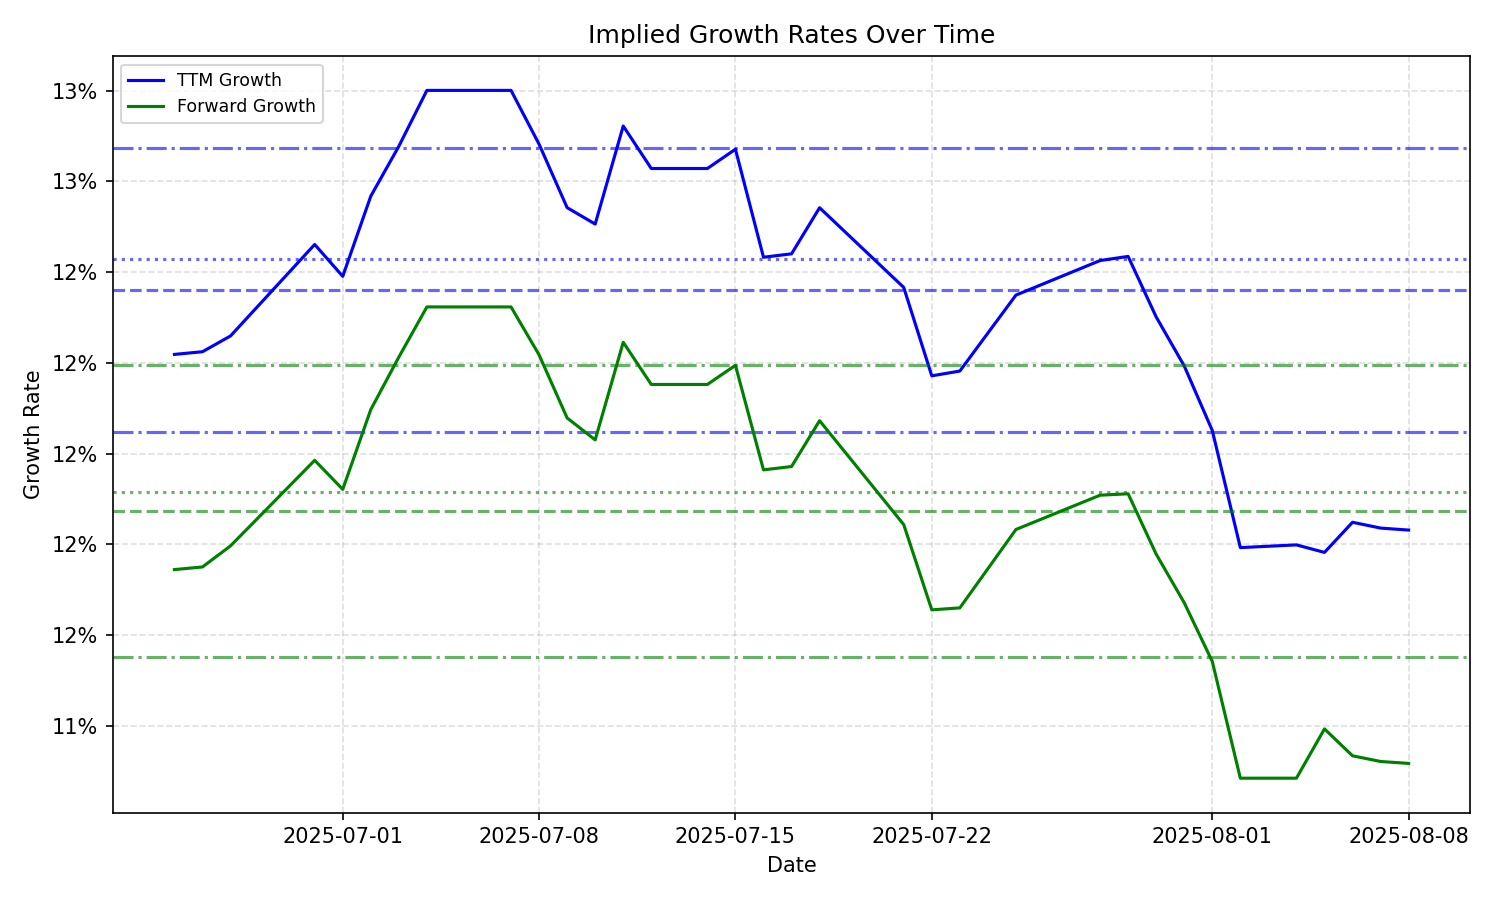 Implied Growth Rates Over Time
TTM Growth
Forward Growth
13%
13%
12%
12%
12%
12%
12%
11%
Growth Rate
2025-07-01
2025-07-08
2025-07-15
2025-07-22
2025-08-01
2025-08-08
Date